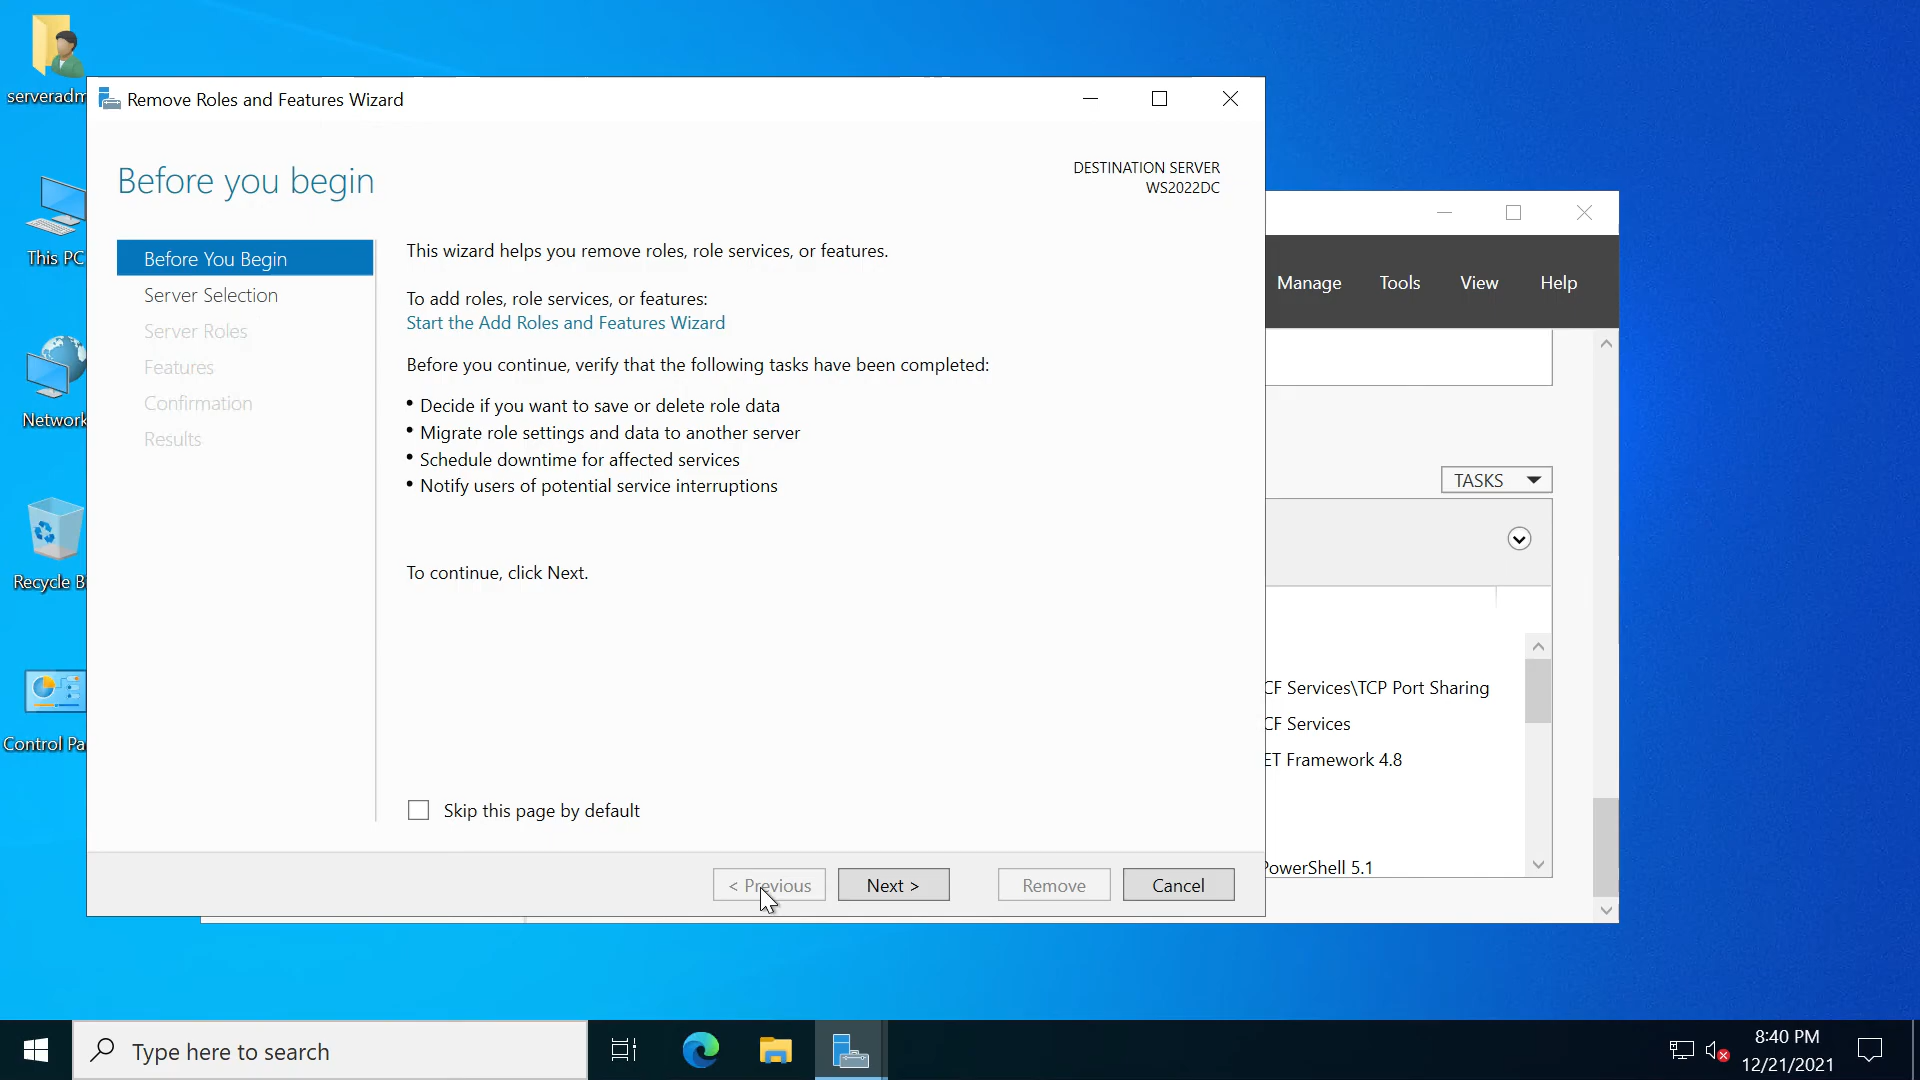 serveradm
This PC
Network
Recycle B
Control Pa
Remove Roles and Features Wizard
Before you begin
DESTINATION SERVER
WS2022DC
Before You Begin
Server Selection
Server Roles
Features
Confirmation
Results
This wizard helps you remove roles, role services, or features.
To add roles, role services, or features:
Start the Add Roles and Features Wizard
Before you continue, verify that the following tasks have been completed:
• Decide if you want to save or delete role data
• Migrate role settings and data to another server
• Schedule downtime for affected services
• Notify users of potential service interruptions
To continue, click Next.
Skip this page by default
< Previous
Next >
Remove
Cancel
Manage Tools View Help
TASKS
CF Services\TCP Port Sharing
CF Services
ET Framework 4.8
PowerShell 5.1
Type here to search
8:40 PM
12/21/2021